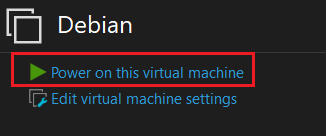 Debian
Power on this virtual machine
Edit virtual machine settings